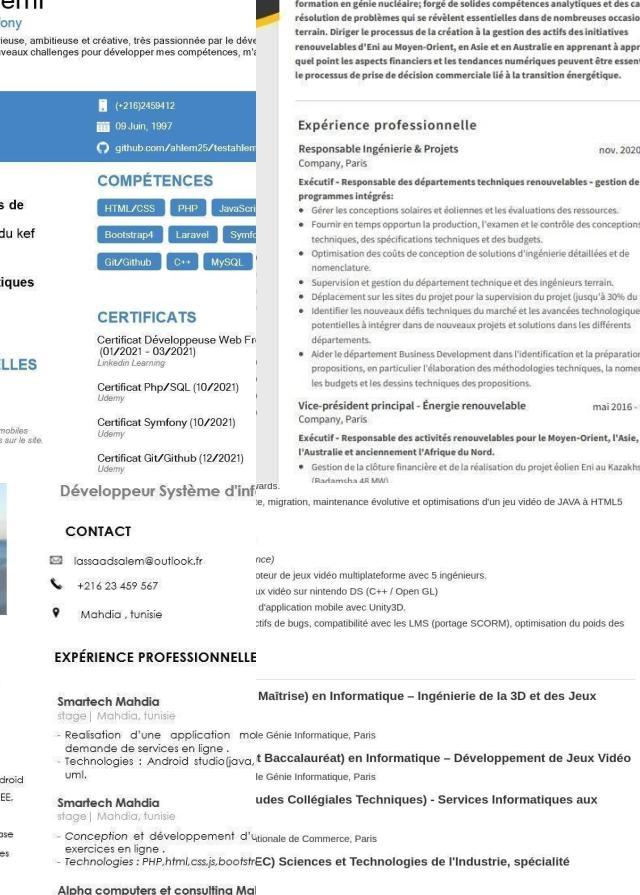 ieuse, ambitieuse et créative, très passionnée par le
challenges pour développer mes compétences, m'a
(+216)2459412
09 Juin, 1997
github.com/ahlem25/testahlem
s de
du kef
tiques
LLES
mobiles
s sur le site.
COMPÉTENCES
HTML/CSS PHP
Bootstrap4 Laravel
Git/Github C++ MySQL
CERTIFICATS
Certificat Développeuse Web
(01/2021 - 03/2021)
Linkedin Learning
Certificat Php/SQL (10/2021)
Udemy
Certificat Symfony (10/2021)
Udemy
Certificat Git/Github (12/2021)
Udemy
formation en génie nucléaire; forgé de solides compétences analytiques et des
résolution de problèmes qui se révèlent essentielles dans de nombreuses
terrain. Diriger le processus de la création à la gestion des actifs des initiatives
renouvelables d'Eni au Moyen-Orient, en Asie et en Australie en apprenant à
quel point les aspects financiers et les tendances numériques peuvent être
le processus de prise de décision commerciale lié à la transition énergétique.
Expérience professionnelle
Responsable Ingénierie & Projets nov. 2020
Company, Paris
Exécutif - Responsable des départements techniques renouvelables - gestion de
programmes intégrés:
• Gérer les conceptions solaires et éoliennes et les évaluations des ressources.
• Fournir en temps opportun la production, l'examen et le contrôle des conceptions
techniques, des spécifications techniques et des budgets.
• Optimisation des coûts de conception de solutions d'ingénierie détaillées et de
nomenclature.
• Supervision et gestion du département technique et des ingénieurs terrain.
• Déplacement sur les sites du projet pour la supervision du projet (jusqu'à 30% du
• Identifier les nouveaux défis techniques du marché et les avancées technologique
potentielles à intégrer dans de nouveaux projets et solutions dans les différents
départements.
• Aider le département Business Development dans l'identification et la préparation
propositions, en particulier l'élaboration des méthodologies techniques, la
les budgets et les dessins techniques des propositions.
Vice-président principal - Énergie renouvelable mai 2016 -
Company, Paris
Exécutif - Responsable des activités renouvelables pour le Moyen-Orient, l'Asie,
l'Australie et anciennement l'Afrique du Nord.
• Gestion de la clôture financière et de la réalisation du projet éolien Eni au
(Badamsha 48 MW)
Développeur Système d'inf
CONTACT
lassaadsalem@outlook.fr
+216 23 459 567
Mahdia , tunisie
EXPÉRIENCE PROFESSIONNELLE
Smartech Mahdia
stage| Mahdia, tunisie
- Realisation d'une application
demande de services en ligne .
- Technologies : Android studio(java,
uml.
Smartech Mahdia
stage| Mahdia, tunisie
- Conception et développement
exercices en ligne .
- Technologies : PHP,html,css,js,
Alpha computers et consulting
droid
EE,
ase
es
migration, maintenance évolutive et optimisations d'un jeu vidéo de JAVA à HTML5
nce)
oteur de jeux vidéo multiplateforme avec 5 ingénieurs.
ux vidéo sur nintendo DS (C++ / Open GL)
d'application mobile avec Unity3D.
ctifs de bugs, compatibilité avec les LMS (portage SCORM), optimisation du poids des
Maîtrise) en Informatique – Ingénierie de la 3D et des Jeux
le Génie Informatique, Paris
t Baccalauréat) en Informatique – Développement de Jeux Vidéo
le Génie Informatique, Paris
udes Collégiales Techniques) - Services Informatiques aux
ationale de Commerce, Paris
EC) Sciences et Technologies de l'Industrie, spécialité